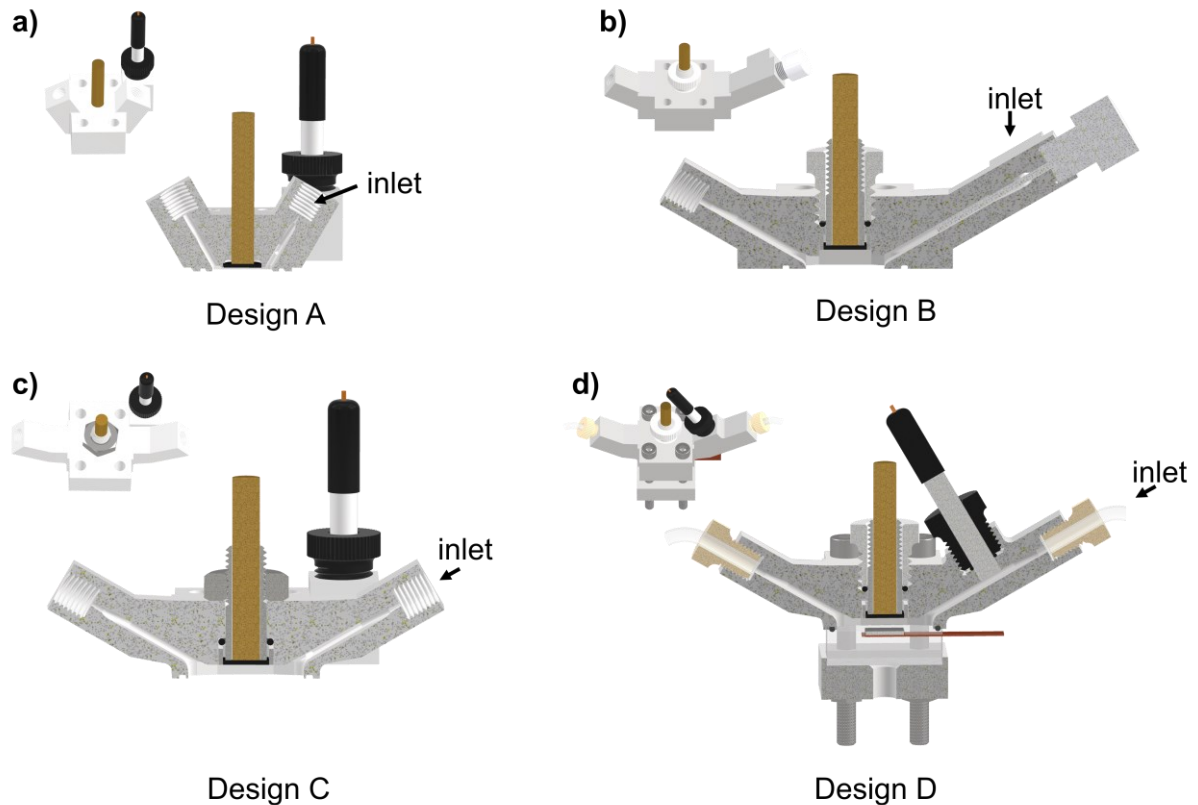 a)
inlet
Design A
b)
inlet
Design B
c)
inlet
Design C
d)
inlet
Design D